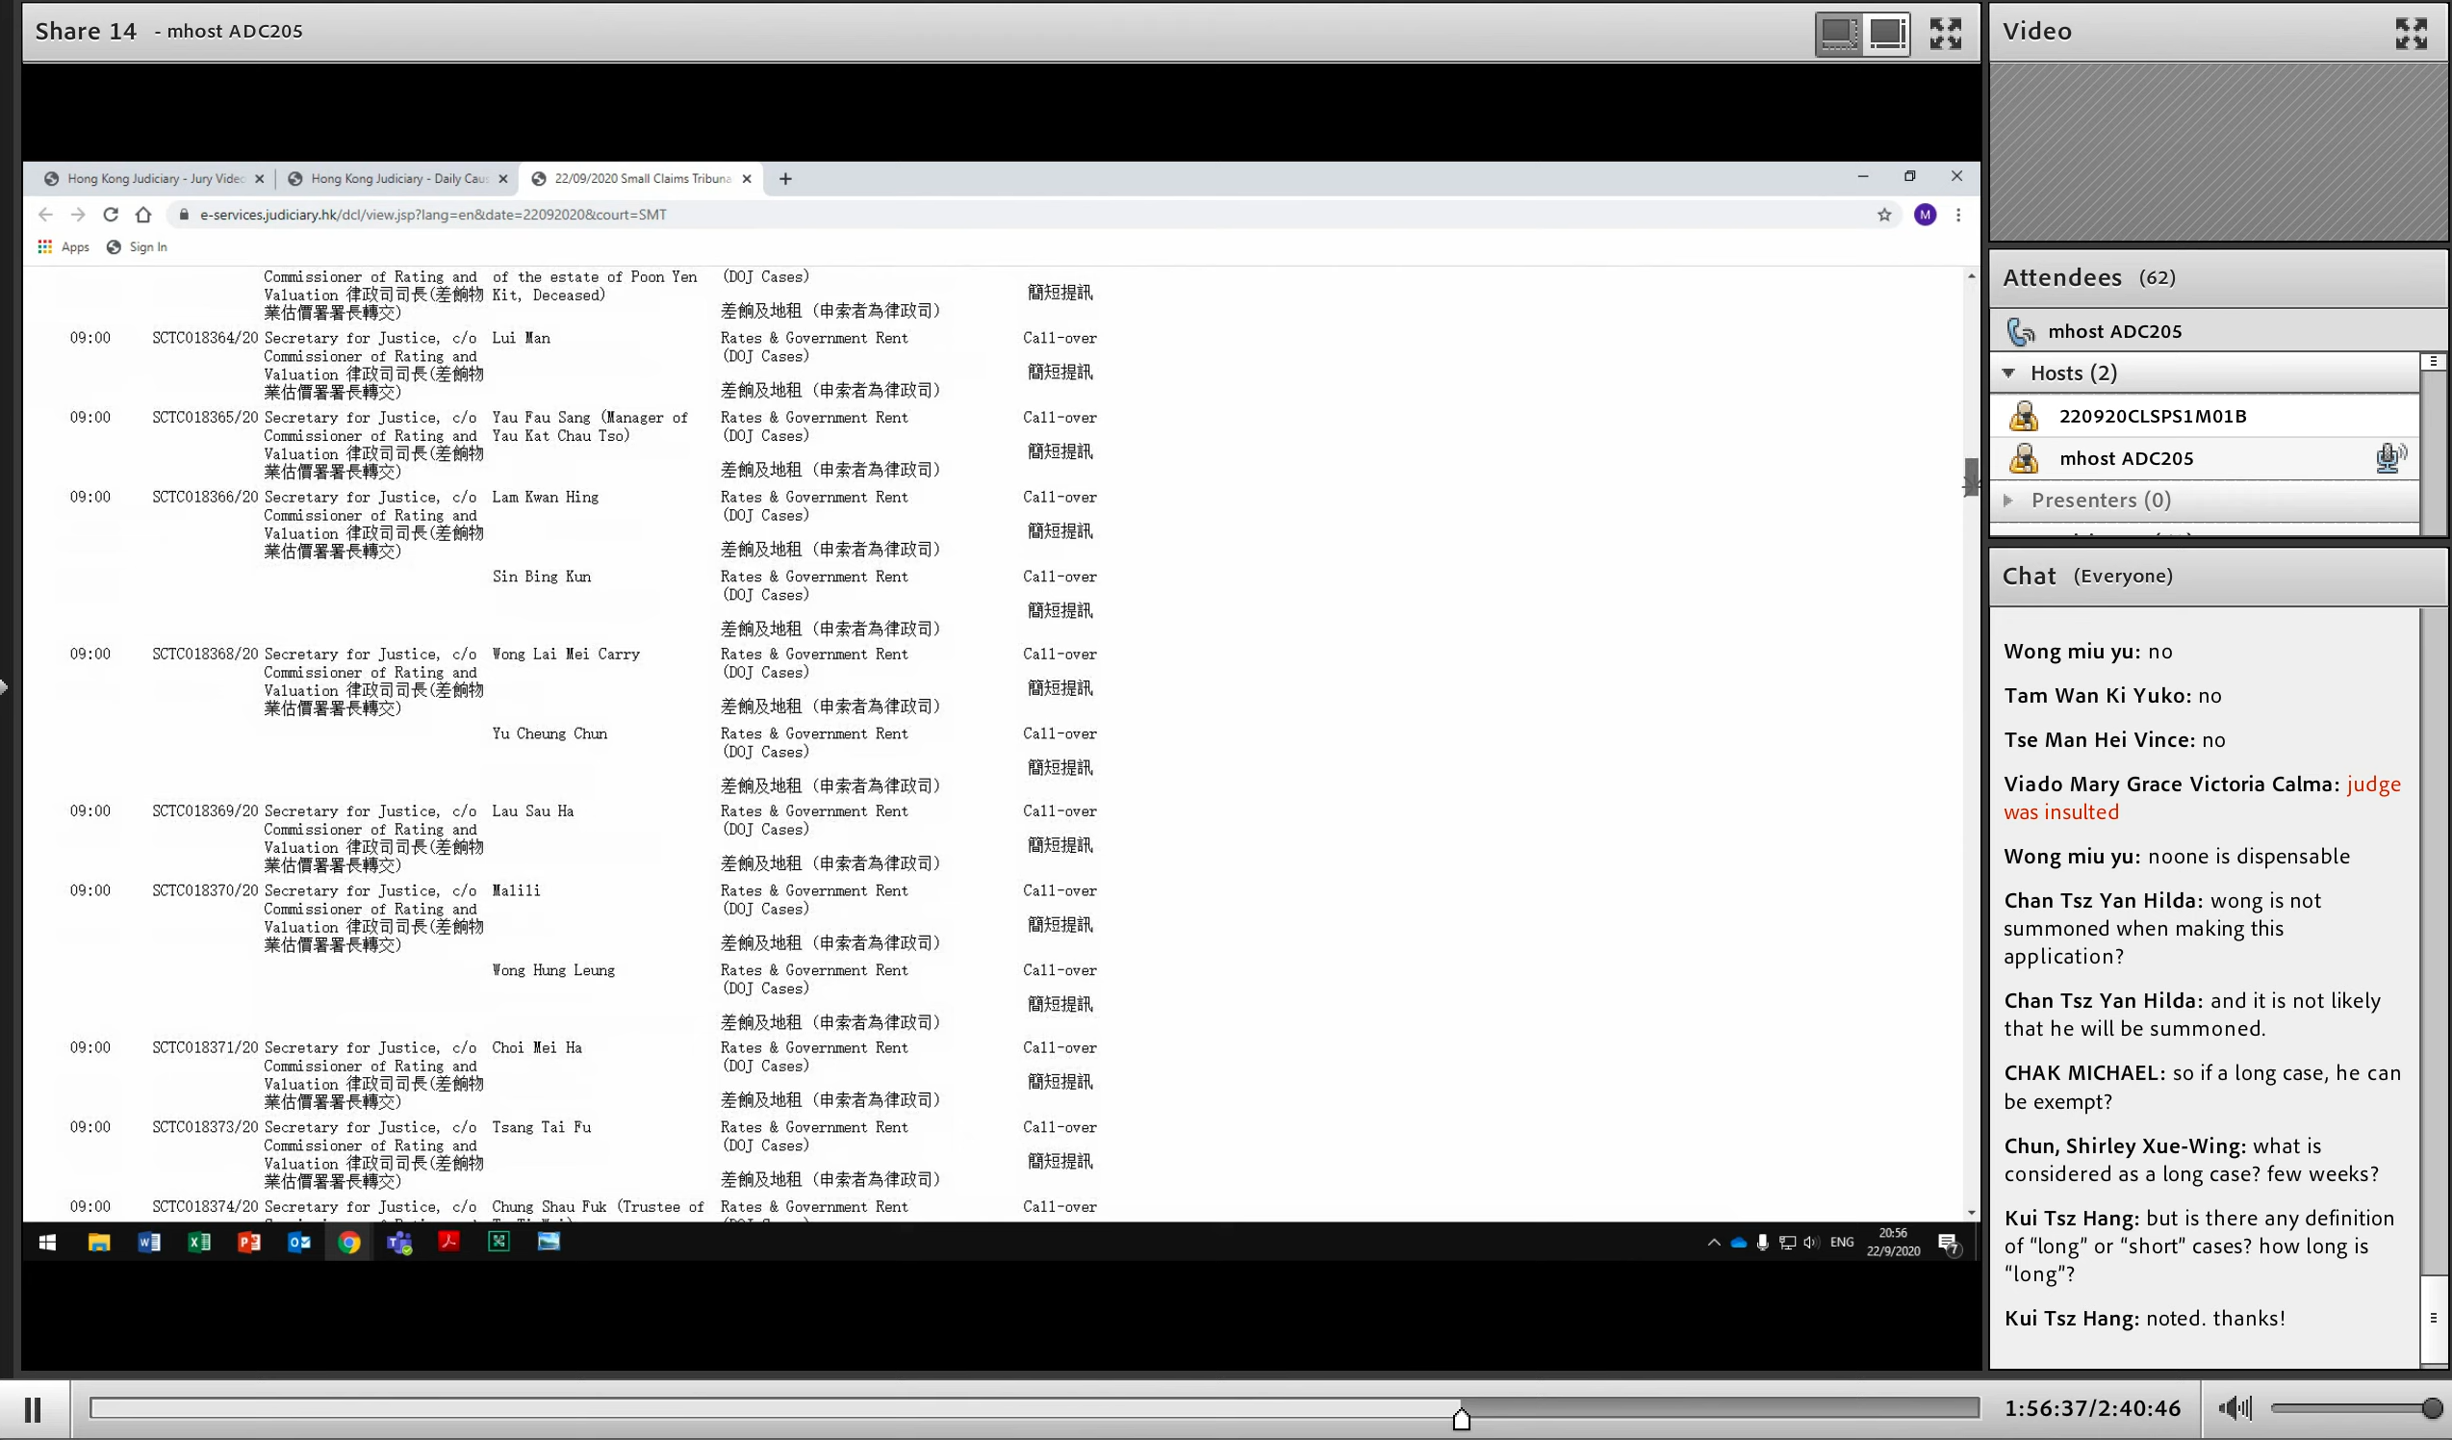 Share 14 - mhost ADC205
Video
Hong Kong Judiciary - Jury Video
Hong Kong Judiciary - Daily Caus
22/09/2020 Small Claims Tribuna
e-services.judiciary.hk/dcl/view.jsp?lang=en&date=22092020&court=SMT
M
Apps Sign In
Commissioner of Rating and of the estate of Poon Yen (DOJ Cases)
Valuation 律政司司長(差餉物 Kit, Deceased) 簡短提訊
業估價署署長轉交) 差餉及地租 (申索者為律政司)
09:00 SCTC018364/20 Secretary for Justice, c/o Lui Man Rates & Government Rent Call-over
Commissioner of Rating and (DOJ Cases)
Valuation 律政司司長(差餉物 簡短提訊
業估價署署長轉交) 差餉及地租 (申索者為律政司)
09:00 SCTC018365/20 Secretary for Justice, c/o Yau Fau Sang (Manager of Rates & Government Rent Call-over
Commissioner of Rating and Yau Kat Chau Tso) (DOJ Cases)
Valuation 律政司司長(差餉物 簡短提訊
業估價署署長轉交) 差餉及地租 (申索者為律政司)
09:00 SCTC018366/20 Secretary for Justice, c/o Lam Kwan Hing Rates & Government Rent Call-over
Commissioner of Rating and (DOJ Cases)
Valuation 律政司司長(差餉物 簡短提訊
業估價署署長轉交) 差餉及地租 (申索者為律政司)
Sin Bing Kun Rates & Government Rent Call-over
(DOJ Cases)
簡短提訊
差餉及地租 (申索者為律政司)
09:00 SCTC018368/20 Secretary for Justice, c/o Wong Lai Mei Carry Rates & Government Rent Call-over
Commissioner of Rating and (DOJ Cases)
Valuation 律政司司長(差餉物 簡短提訊
業估價署署長轉交) 差餉及地租 (申索者為律政司)
Yu Cheung Chun Rates & Government Rent Call-over
(DOJ Cases)
簡短提訊
差餉及地租 (申索者為律政司)
09:00 SCTC018369/20 Secretary for Justice, c/o Lau Sau Ha Rates & Government Rent Call-over
Commissioner of Rating and (DOJ Cases)
Valuation 律政司司長(差餉物 簡短提訊
業估價署署長轉交) 差餉及地租 (申索者為律政司)
09:00 SCTC018370/20 Secretary for Justice, c/o Malili Rates & Government Rent Call-over
Commissioner of Rating and (DOJ Cases)
Valuation 律政司司長(差餉物 簡短提訊
業估價署署長轉交) 差餉及地租 (申索者為律政司)
Wong Hung Leung Rates & Government Rent Call-over
(DOJ Cases)
簡短提訊
差餉及地租 (申索者為律政司)
09:00 SCTC018371/20 Secretary for Justice, c/o Choi Mei Ha Rates & Government Rent Call-over
Commissioner of Rating and (DOJ Cases)
Valuation 律政司司長(差餉物 簡短提訊
業估價署署長轉交) 差餉及地租 (申索者為律政司)
09:00 SCTC018373/20 Secretary for Justice, c/o Tsang Tai Fu Rates & Government Rent Call-over
Commissioner of Rating and (DOJ Cases)
Valuation 律政司司長(差餉物 簡短提訊
業估價署署長轉交) 差餉及地租 (申索者為律政司)
09:00 SCTC018374/20 Secretary for Justice, c/o Chung Shau Fuk (Trustee of Rates & Government Rent Call-over
ENG
20:56
22/9/2020
7
Attendees (62)
mhost ADC205
Hosts (2)
220920CLSPS1M01B
mhost ADC205
Presenters (0)
Chat (Everyone)
Wong miu yu: no
Tam Wan Ki Yuko: no
Tse Man Hei Vince: no
Viado Mary Grace Victoria Calma: judge
was insulted
Wong miu yu: noone is dispensable
Chan Tsz Yan Hilda: wong is not
summoned when making this
application?
Chan Tsz Yan Hilda: and it is not likely
that he will be summoned.
CHAK MICHAEL: so if a long case, he can
be exempt?
Chun, Shirley Xue-Wing: what is
considered as a long case? few weeks?
Kui Tsz Hang: but is there any definition
of “long” or “short” cases? how long is
“long”?
Kui Tsz Hang: noted. thanks!
1:56:37/2:40:46